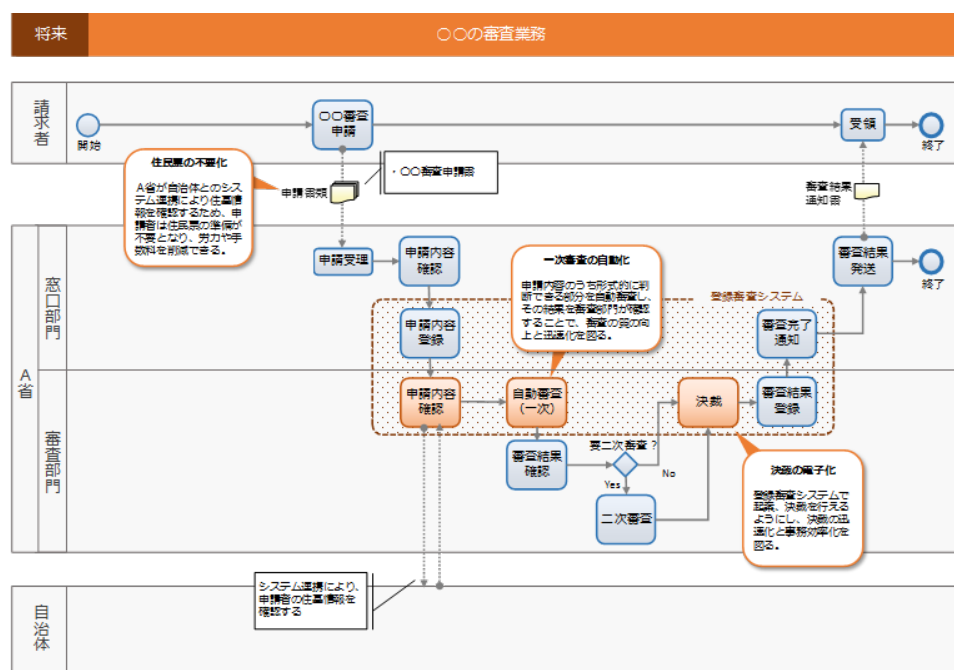 将来
〇〇の審査業務
請求者
開始
〇〇審査
申請
受領
終了
住民票の不要化
A省が自治体とのシス
テム連携により住基情
報を確認するため、申
請者は住民票の準備が
不要となり、労力や手
数料を削減できる。
申請書類
・〇〇審査申請書
審査結果
通知書
A省
窓口部門
申請受理
申請内容
確認
一次審査の自動化
申請内容のうち形式的に判
断できる部分を自動審査し、
その結果を審査部門が確認
することで、審査の質の向
上と迅速化を図る。
審査結果
発送
終了
登録審査システム
申請内容
登録
審査完了
通知
審査部門
申請内容
確認
自動審査
(一次)
決裁
審査結果
登録
審査結果
確認
要二次審査？
No
Yes
二次審査
決裁の電子化
登録審査システムで
起案、決裁を行える
ようにし、決裁の迅
速化と事務効率化を
図る。
自治体
システム連携により、
申請者の住基情報を
確認する